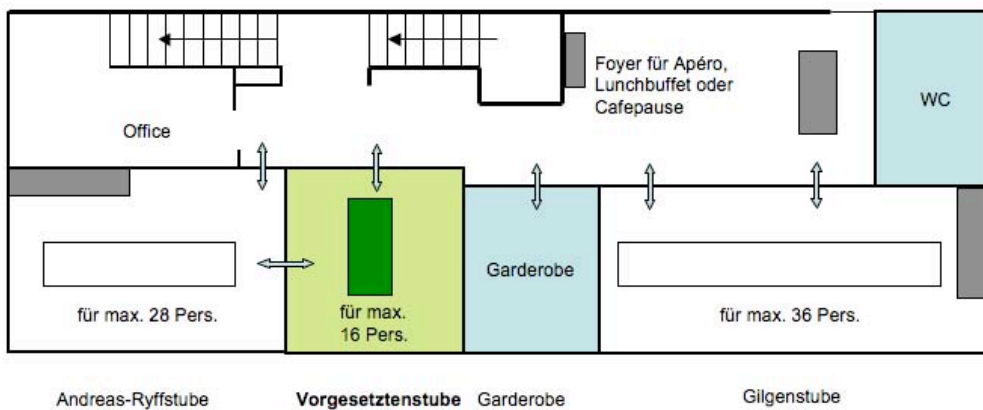 Foyer für Apéro,
Lunchbuffet oder
Cafepause
WC
Office
Garderobe
für max. 28 Pers.
für max.
16 Pers.
für max. 36 Pers.
Andreas-Ryffstube
Vorgesetztenstube
Garderobe
Gilgenstube